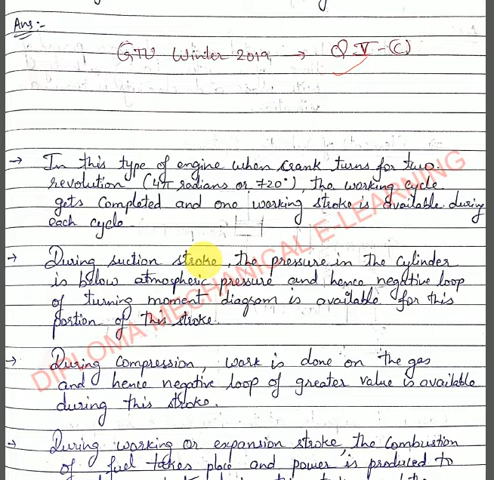 Ans:-
GTU Winter 2019 → Q V-(C)
→ In this type of engine when crank turns for two
revolution (4π radians or 720°), the working cycle
gets completed and one working stroke is available during
each cycle
→ During suction stroke, the pressure in the cylinder
is below atmospheric pressure and hence negative loop
of turning moment diagram is available for this
portion of this stroke.
→ During compression, work is done on the gas
and hence negative loop of greater value is available
during this stroke.
→ During working or expansion stroke, the combustion
of fuel takes place and power is produced to
DIPLOMA MECHANICAL E-LEARNING